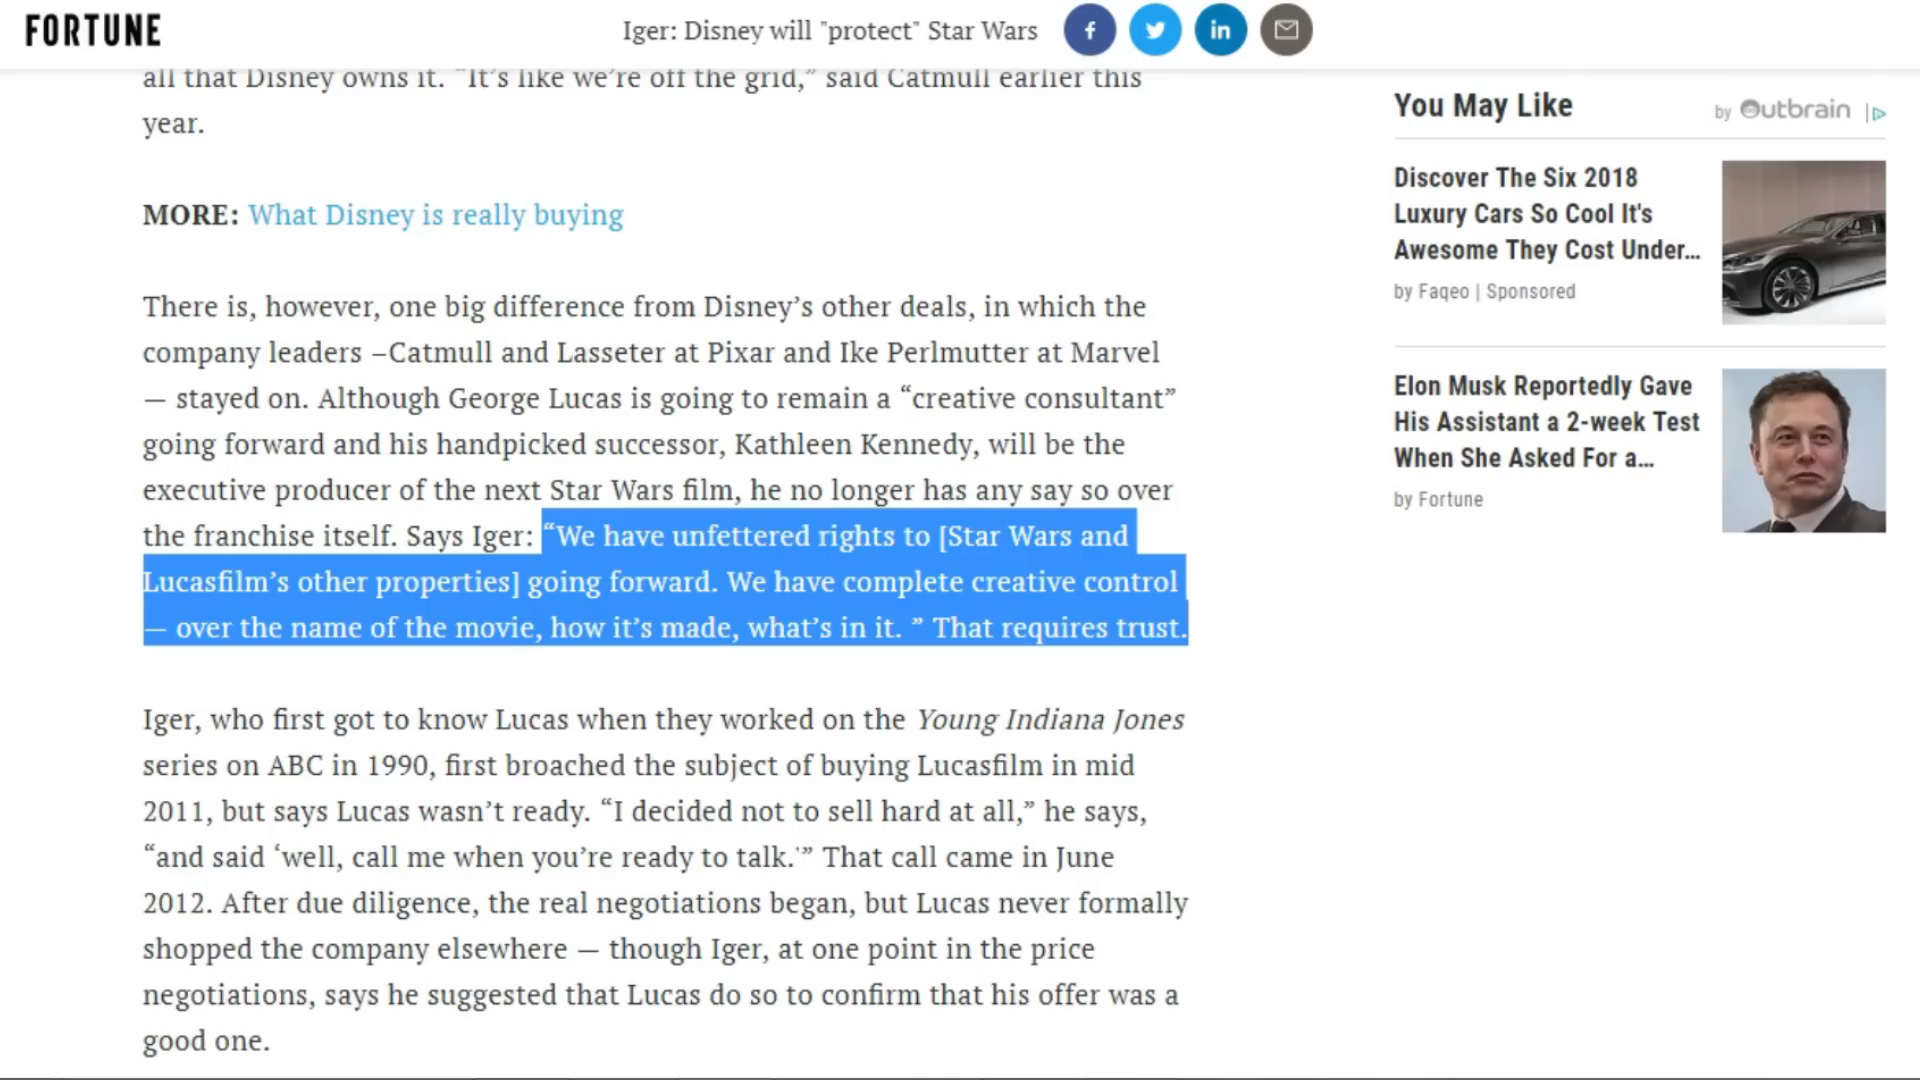 FORTUNE
Iger: Disney will "protect" Star Wars
all that Disney owns it. “It’s like we’re off the grid,” said Catmull earlier this
year.
MORE: What Disney is really buying
There is, however, one big difference from Disney’s other deals, in which the
company leaders –Catmull and Lasseter at Pixar and Ike Perlmutter at Marvel
— stayed on. Although George Lucas is going to remain a “creative consultant”
going forward and his handpicked successor, Kathleen Kennedy, will be the
executive producer of the next Star Wars film, he no longer has any say so over
the franchise itself. Says Iger: “We have unfettered rights to [Star Wars and
Lucasfilm’s other properties] going forward. We have complete creative control
— over the name of the movie, how it’s made, what’s in it. ” That requires trust.
Iger, who first got to know Lucas when they worked on the Young Indiana Jones
series on ABC in 1990, first broached the subject of buying Lucasfilm in mid
2011, but says Lucas wasn’t ready. “I decided not to sell hard at all,” he says,
“and said ‘well, call me when you’re ready to talk.'” That call came in June
2012. After due diligence, the real negotiations began, but Lucas never formally
shopped the company elsewhere — though Iger, at one point in the price
negotiations, says he suggested that Lucas do so to confirm that his offer was a
good one.
You May Like
by Outbrain
Discover The Six 2018
Luxury Cars So Cool It's
Awesome They Cost Under...
by Faqeo | Sponsored
Elon Musk Reportedly Gave
His Assistant a 2-week Test
When She Asked For a...
by Fortune